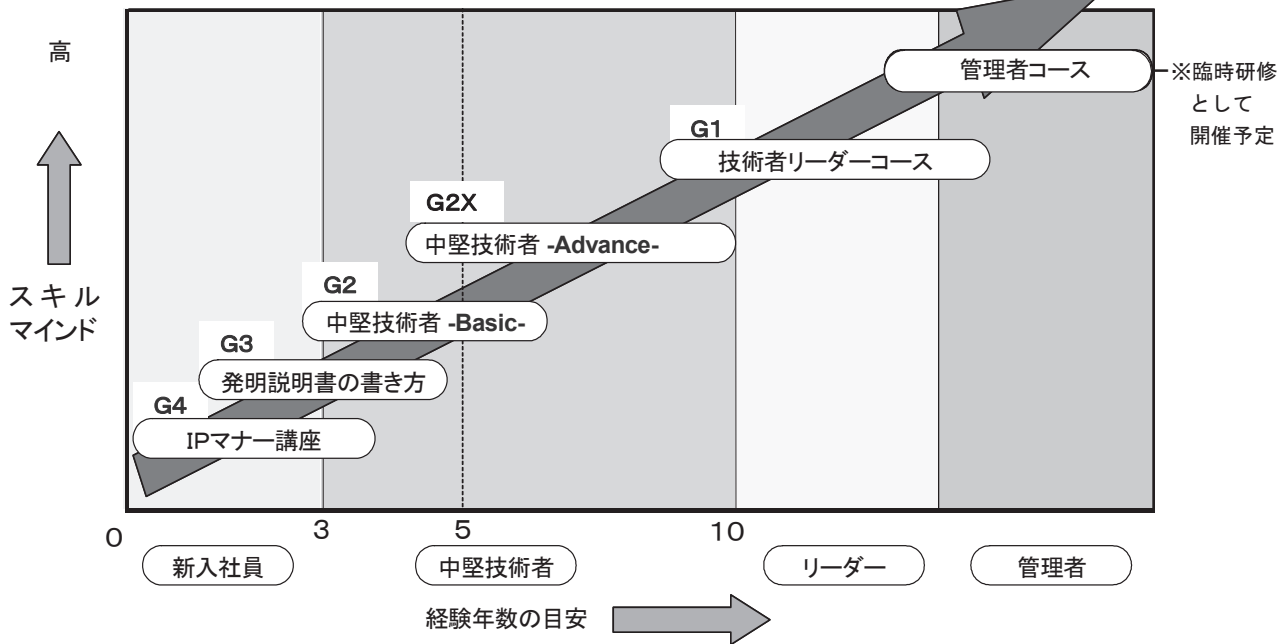 高
管理者コース
※臨時研修
として
開催予定
G1
技術者リーダーコース
G2X
中堅技術者 -Advance-
スキル
マインド
G2
中堅技術者 -Basic-
G3
発明説明書の書き方
G4
IPマナー講座
0
3
5
10
新入社員
中堅技術者
リーダー
管理者
経験年数の目安